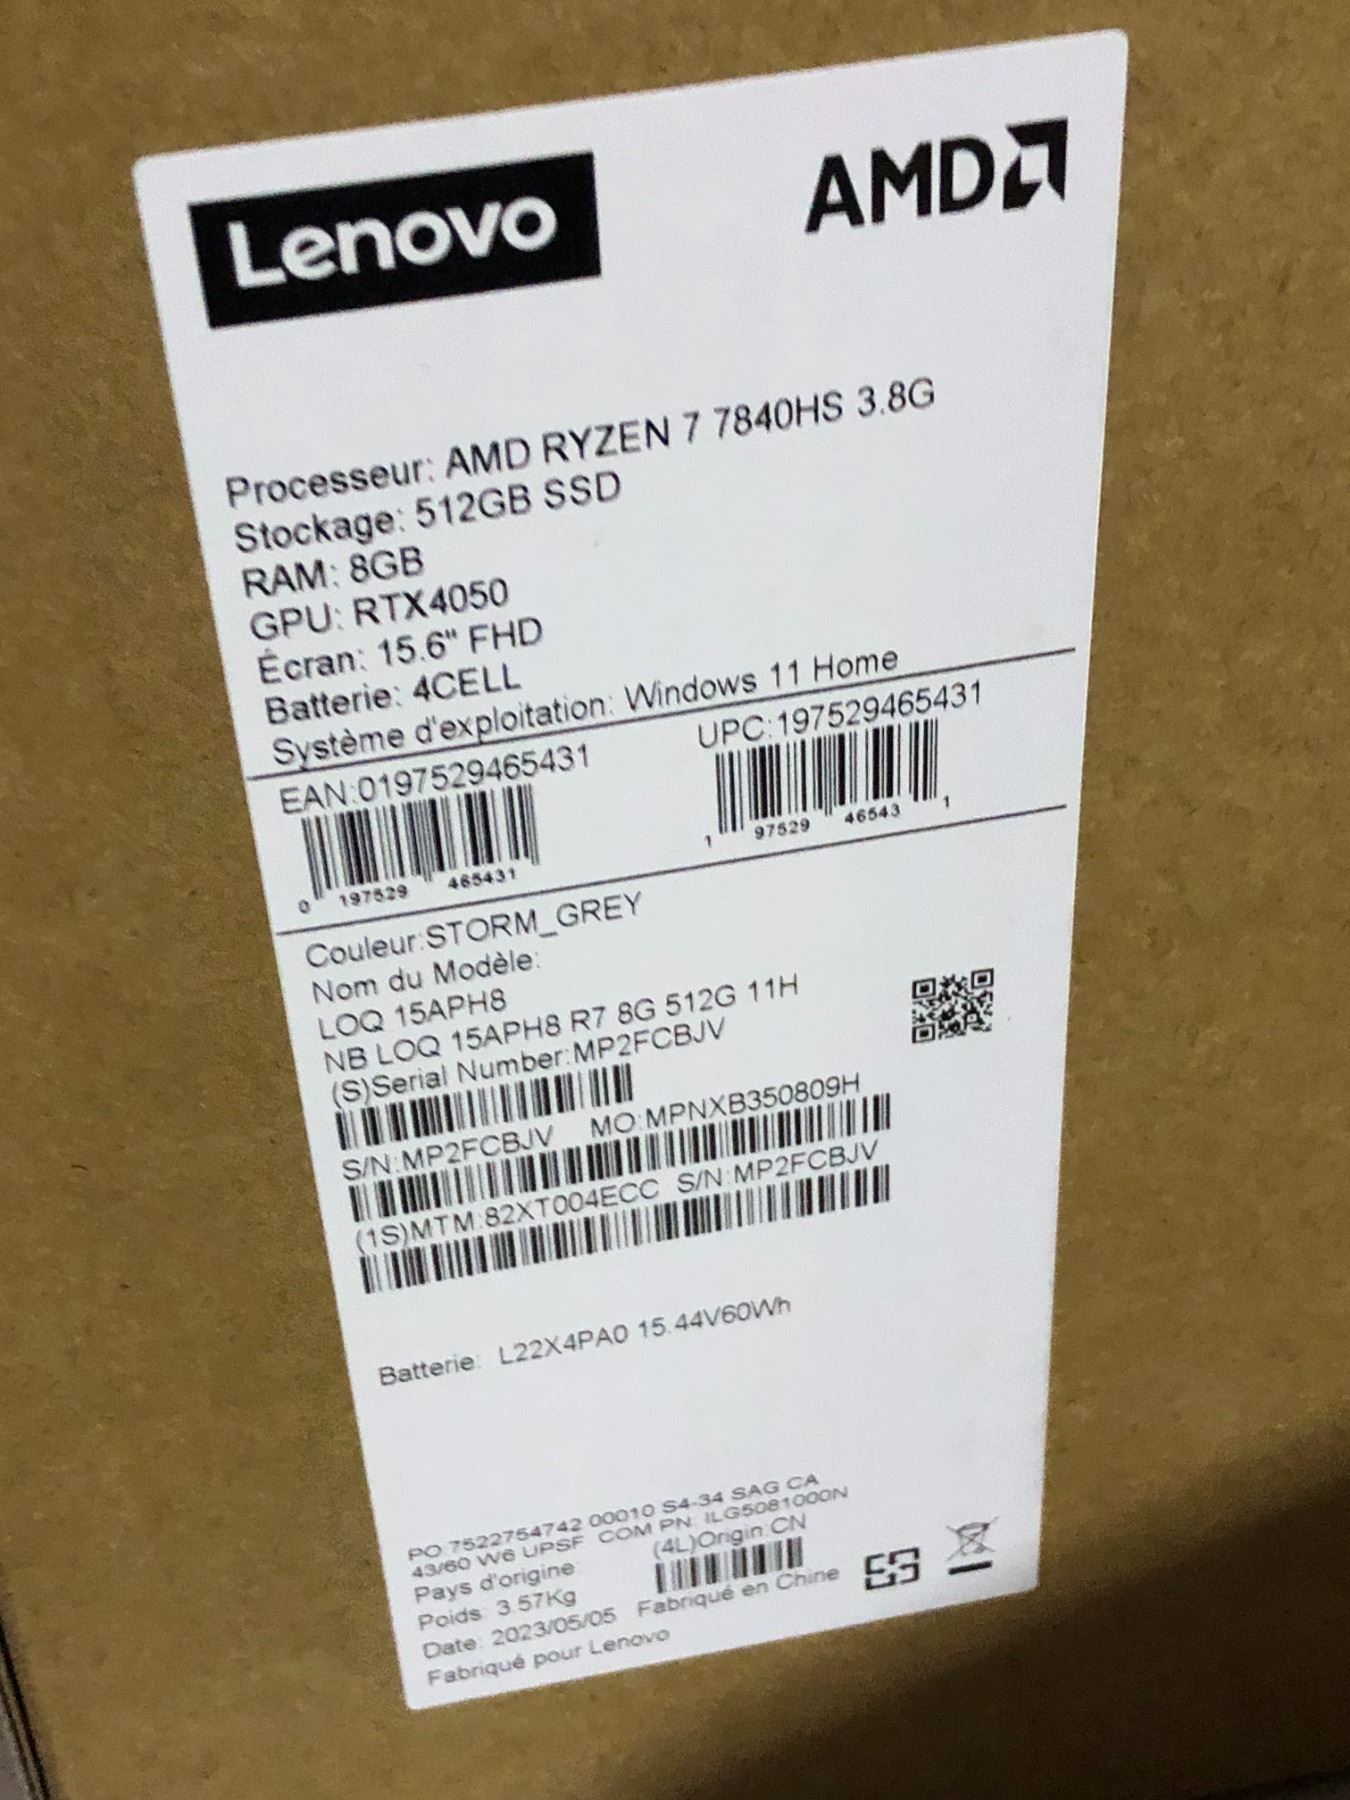 Lenovo
AMD
Processeur: AMD RYZEN 7 7840HS 3.8G
Stockage: 512GB SSD
RAM: 8GB
GPU: RTX4050
Écran: 15.6" FHD
Batterie: 4CELL
Système d'exploitation: Windows 11 Home
EAN:0197529465431
UPC:197529465431
0 197529 465431
1 97529 46543 1
Couleur:STORM_GREY
Nom du Modèle:
LOQ 15APH8
NB LOQ 15APH8 R7 8G 512G 11H
(S)Serial Number:MP2FCBJV
S/N:MP2FCBJV MO:MPNXB350809H
(1S)MTM:82XT004ECC S/N:MP2FCBJV
Batterie: L22X4PA0 15.44V60Wh
PO:7522754742 00010 S4-34 SAG CA
43/60 W6 UPSF COM PN: ILG5081000N
Pays d'origine: (4L)Origin:CN
Poids: 3.57Kg
Date: 2023/05/05 Fabriqué en Chine
Fabriqué pour Lenovo